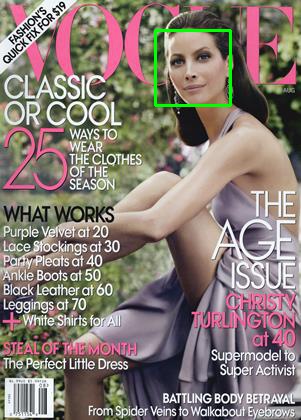 FASHION'S
QUICK FIX FOR $19
VOGUE
AUG
CLASSIC
OR COOL
25 WAYS TO
WEAR
THE CLOTHES
OF THE
SEASON
WHAT WORKS
Purple Velvet at 20
Lace Stockings at 30
Party Pleats at 40
Ankle Boots at 50
Black Leather at 60
Leggings at 70
+ White Shirts for All
STEAL OF THE MONTH
The Perfect Little Dress
THE
AGE
ISSUE
CHRISTY
TURLINGTON
at 40
Supermodel to
Super Activist
BATTLING BODY BETRAYAL
From Spider Veins to Walkabout Eyebrows